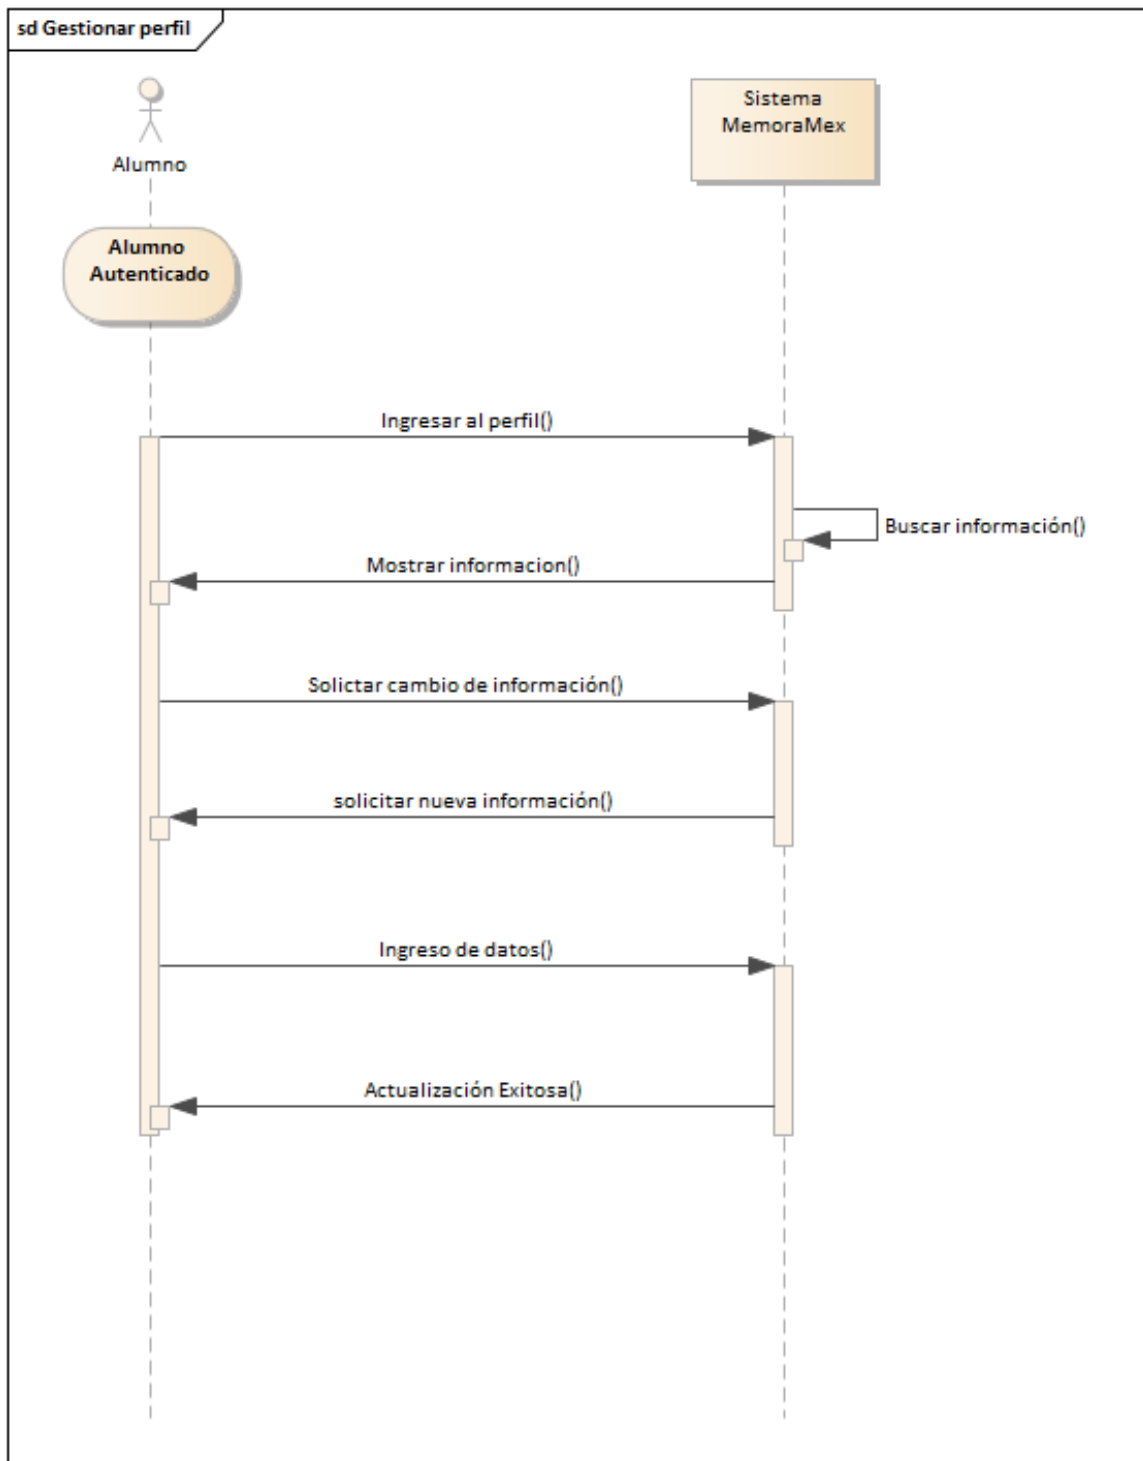 sd Gestionar perfil
Alumno
Sistema
MemoraMex
Alumno
Autenticado
Ingresar al perfil()
Buscar información()
Mostrar informacion()
Solictar cambio de información()
solicitar nueva información()
Ingreso de datos()
Actualización Exitosa()